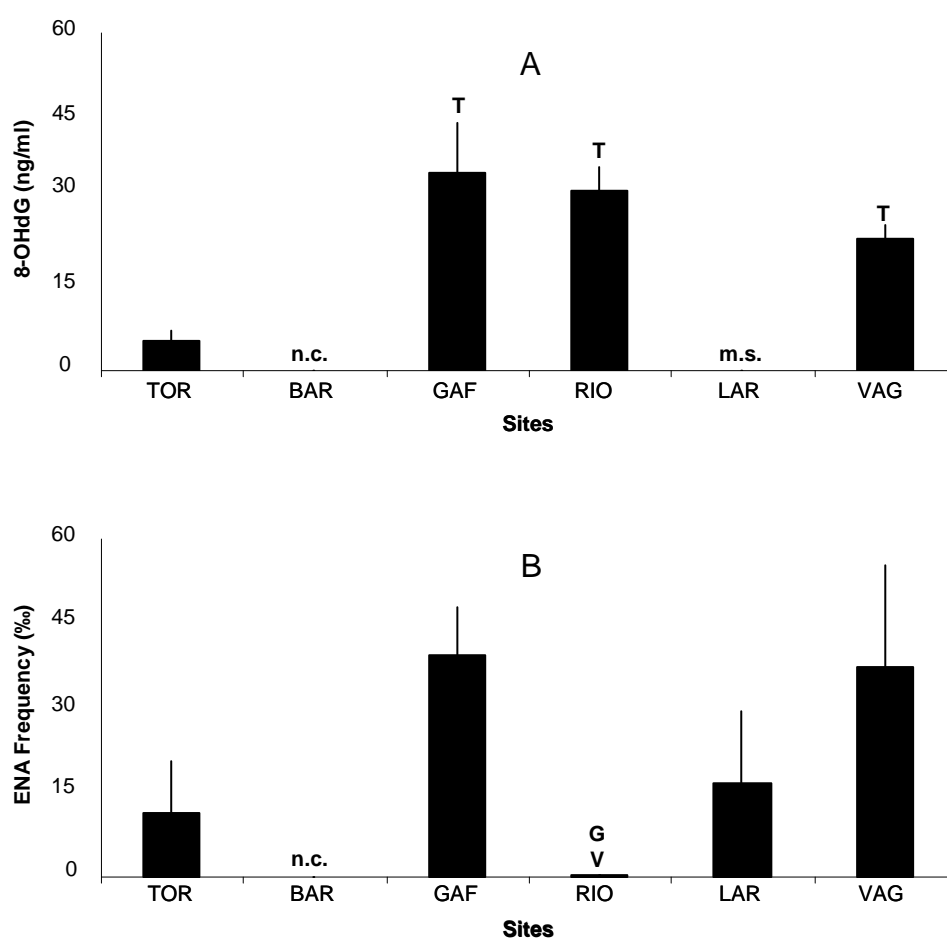 60
A
45
T
T
30
T
15
n.c.
m.s.
0
TOR BAR GAF RIO LAR VAG
Sites
8-OHdG (ng/ml)
60
B
45
30
15
G
n.c.
V
0
TOR BAR GAF RIO LAR VAG
Sites
ENA Frequency (‰)